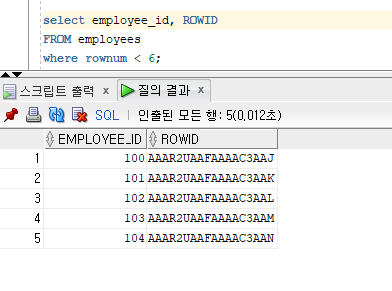 select employee_id, ROWID
FROM employees
where rownum < 6;
스크립트 출력 x 질의 결과 x
SQL | 인출된 모든 행: 5(0,012초)
EMPLOYEE_ID ROWID
1 100 AAAR2UAAFAAAAC3AAJ
2 101 AAAR2UAAFAAAAC3AAK
3 102 AAAR2UAAFAAAAC3AAL
4 103 AAAR2UAAFAAAAC3AAM
5 104 AAAR2UAAFAAAAC3AAN